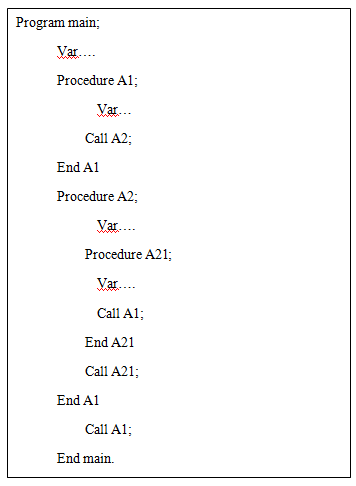 Program main;
Var….
Procedure A1;
Var…
Call A2;
End A1
Procedure A2;
Var….
Procedure A21;
Var….
Call A1;
End A21
Call A21;
End A1
Call A1;
End main.